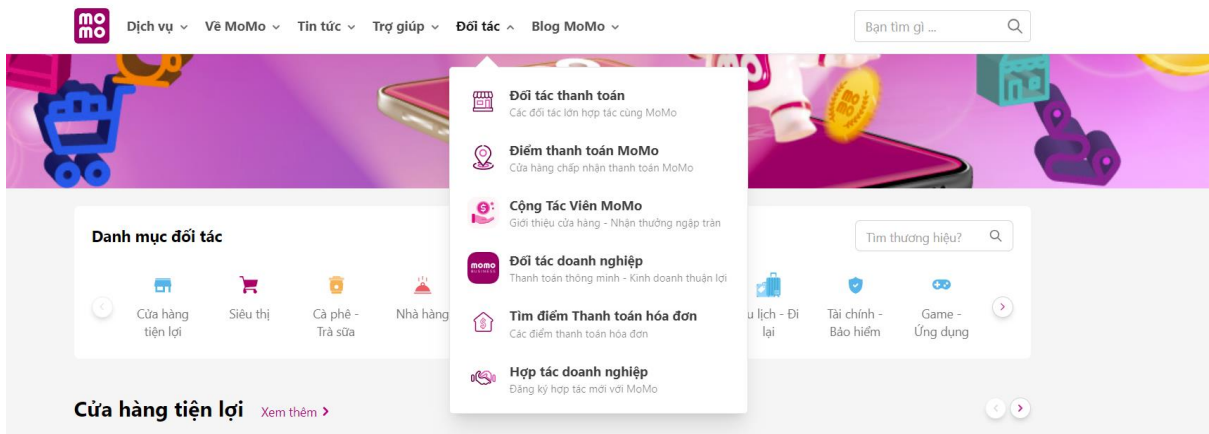 mo mo
Dịch vụ Về MoMo Tin tức Trợ giúp Đối tác Blog MoMo Bạn tìm gì ...
Đối tác thanh toán
Các đối tác lớn hợp tác cùng MoMo
Điểm thanh toán MoMo
Cửa hàng chấp nhận thanh toán MoMo
Cộng Tác Viên MoMo
Giới thiệu cửa hàng - Nhận thưởng ngập tràn
Đối tác doanh nghiệp
Thanh toán thông minh - Kinh doanh thuận lợi
Tìm điểm Thanh toán hóa đơn
Các điểm thanh toán hóa đơn
Hợp tác doanh nghiệp
Đăng ký hợp tác mới với MoMo
momo
BUSINESS
mo
mo
Danh mục đối tác
Tìm thương hiệu?
Cửa hàng
tiện lợi
Siêu thị
Cà phê -
Trà sữa
Nhà hàng
u lịch - Đi
lại
Tài chính -
Bảo hiểm
Game -
Ứng dụng
Cửa hàng tiện lợi Xem thêm